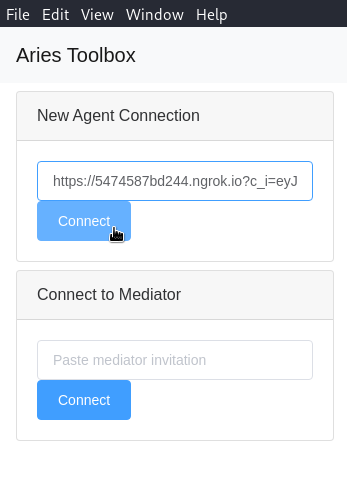 File Edit View Window Help
Aries Toolbox
New Agent Connection
https://5474587bd244.ngrok.io?c_i=eyJ
Connect
Connect to Mediator
Paste mediator invitation
Connect